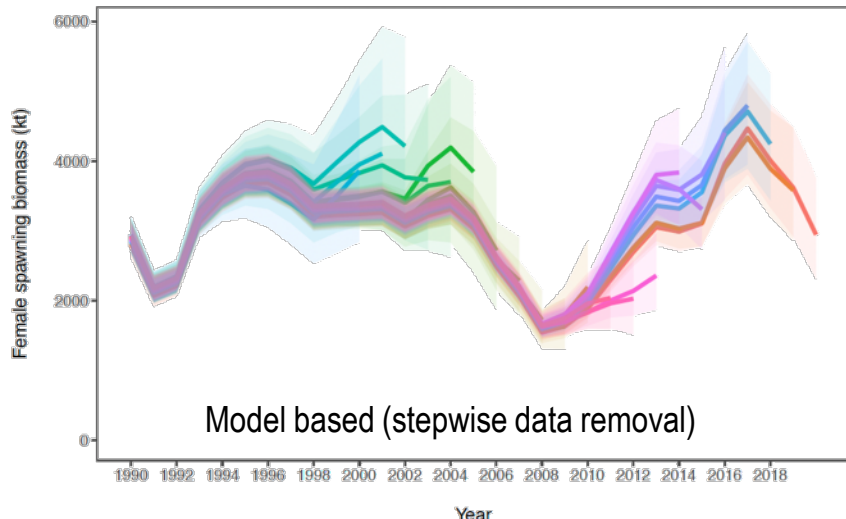 Female spawning biomass (kt)
6000
4000
2000
0
Model based (stepwise data removal)
1990 1992 1994 1996 1998 2000 2002 2004 2006 2008 2010 2012 2014 2016 2018
Year